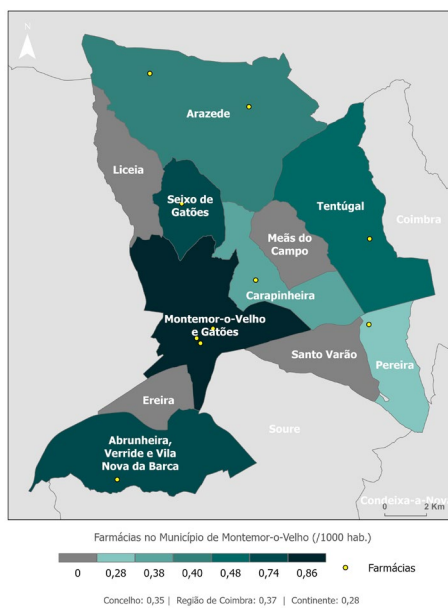 N
Arazede
Liceia
Seixo de
Gatões
Tentúgal
Coimbra
Meãs do
Campo
Carapinheira
Montemor-o-Velho
e Gatões
Santo Varão
Pereira
Ereira
Soure
Abrunheira,
Verride e Vila
Nova da Barca
Condeixa-a-Nova
0 2 Km
Farmácias no Município de Montemor-o-Velho (/1000 hab.)
0 0,28 0,38 0,40 0,48 0,74 0,86 Farmácias
Concelho: 0,35 | Região de Coimbra: 0,37 | Continente: 0,28